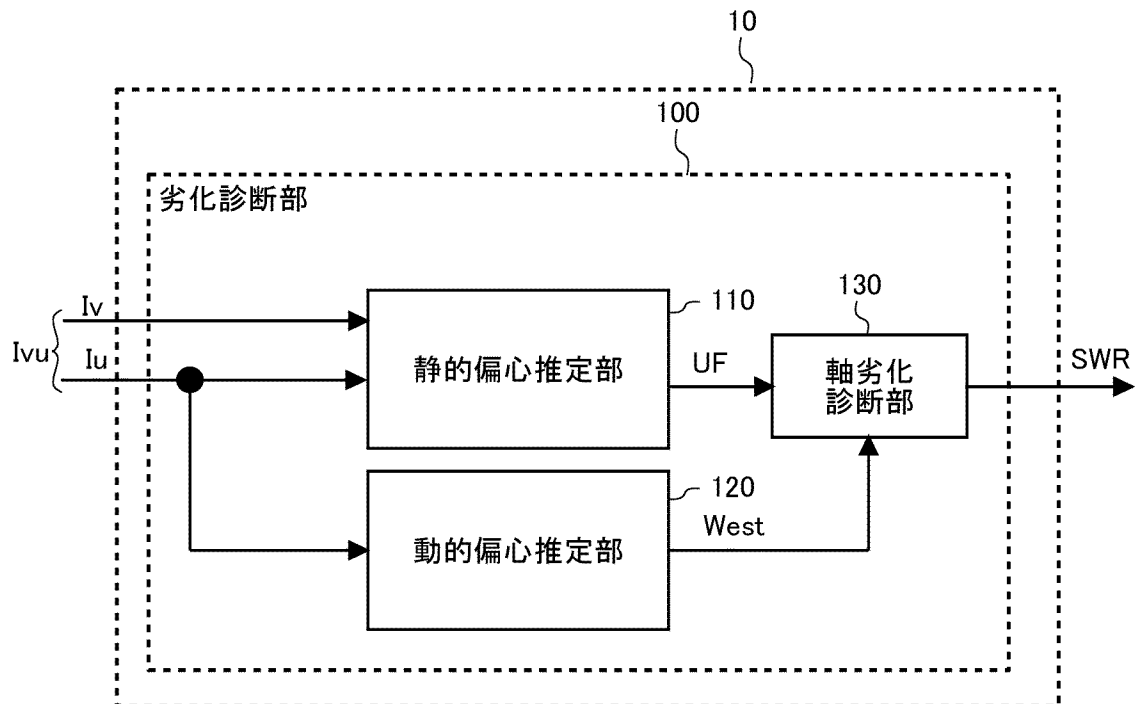 10
100
劣化診断部
Iv
Ivu
Iu
110
静的偏心推定部
UF
130
軸劣化
診断部
SWR
120
動的偏心推定部
West